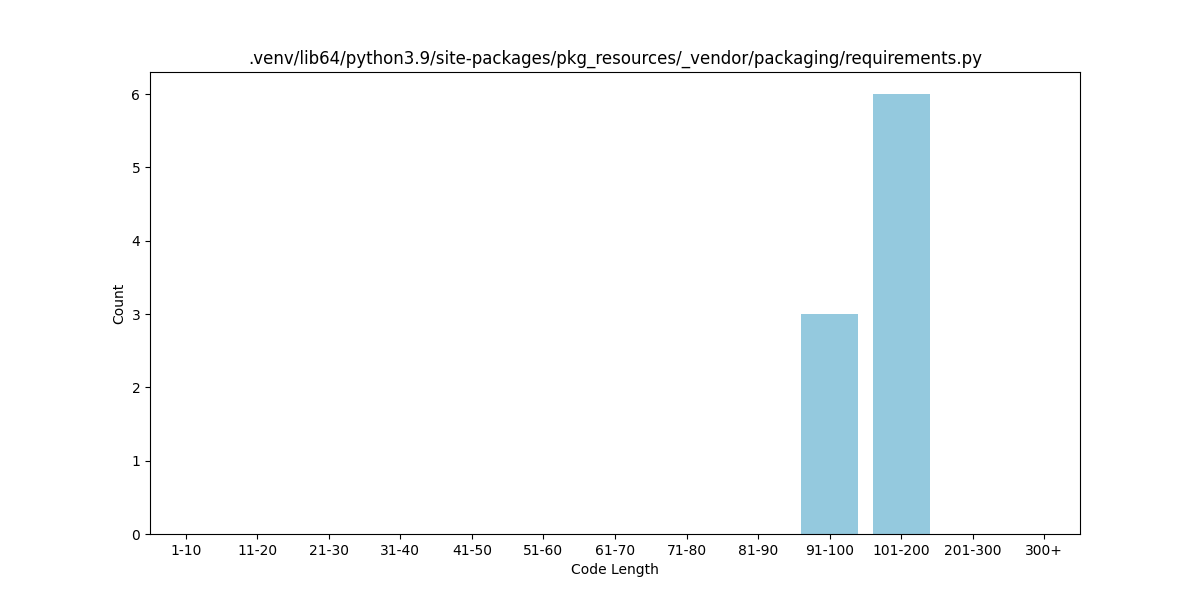 .venv/lib64/python3.9/site-packages/pkg_resources/_vendor/packaging/requirements.py
6
5
4
3
2
1
0
Count
1-10 11-20 21-30 31-40 41-50 51-60 61-70 71-80 81-90 91-100 101-200 201-300 300+
Code Length